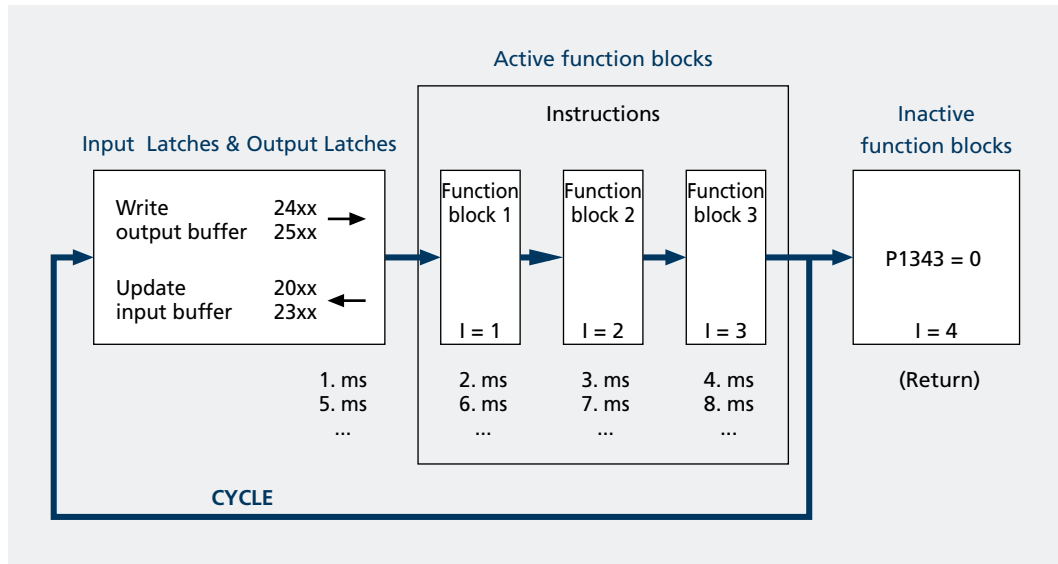 Active function blocks
Instructions
Inactive
function blocks
Input Latches & Output Latches
Write
output buffer
24xx
25xx
Update
input buffer
20xx
23xx
Function
block 1
I = 1
Function
block 2
I = 2
Function
block 3
I = 3
P1343 = 0
I = 4
(Return)
1. ms
5. ms
...
2. ms
6. ms
...
3. ms
7. ms
...
4. ms
8. ms
...
CYCLE